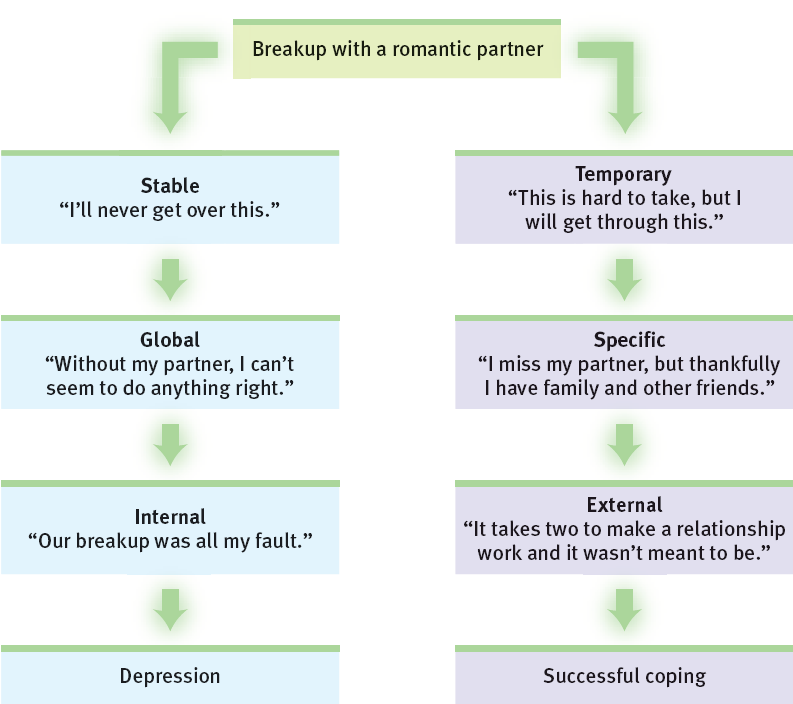 Breakup with a romantic partner
Stable
“I’ll never get over this.”
Global
“Without my partner, I can’t
seem to do anything right.”
Internal
“Our breakup was all my fault.”
Depression
Temporary
“This is hard to take, but I
will get through this.”
Specific
“I miss my partner, but thankfully
I have family and other friends.”
External
“It takes two to make a relationship
work and it wasn’t meant to be.”
Successful coping